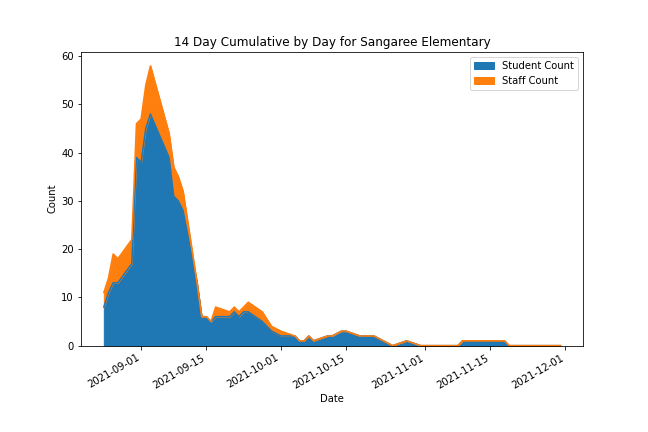 14 Day Cumulative by Day for Sangaree Elementary
Student Count
Staff Count
Count
60
50
40
30
20
10
0
2021-09-01
2021-09-15
2021-10-01
2021-10-15
2021-11-01
2021-11-15
2021-12-01
Date